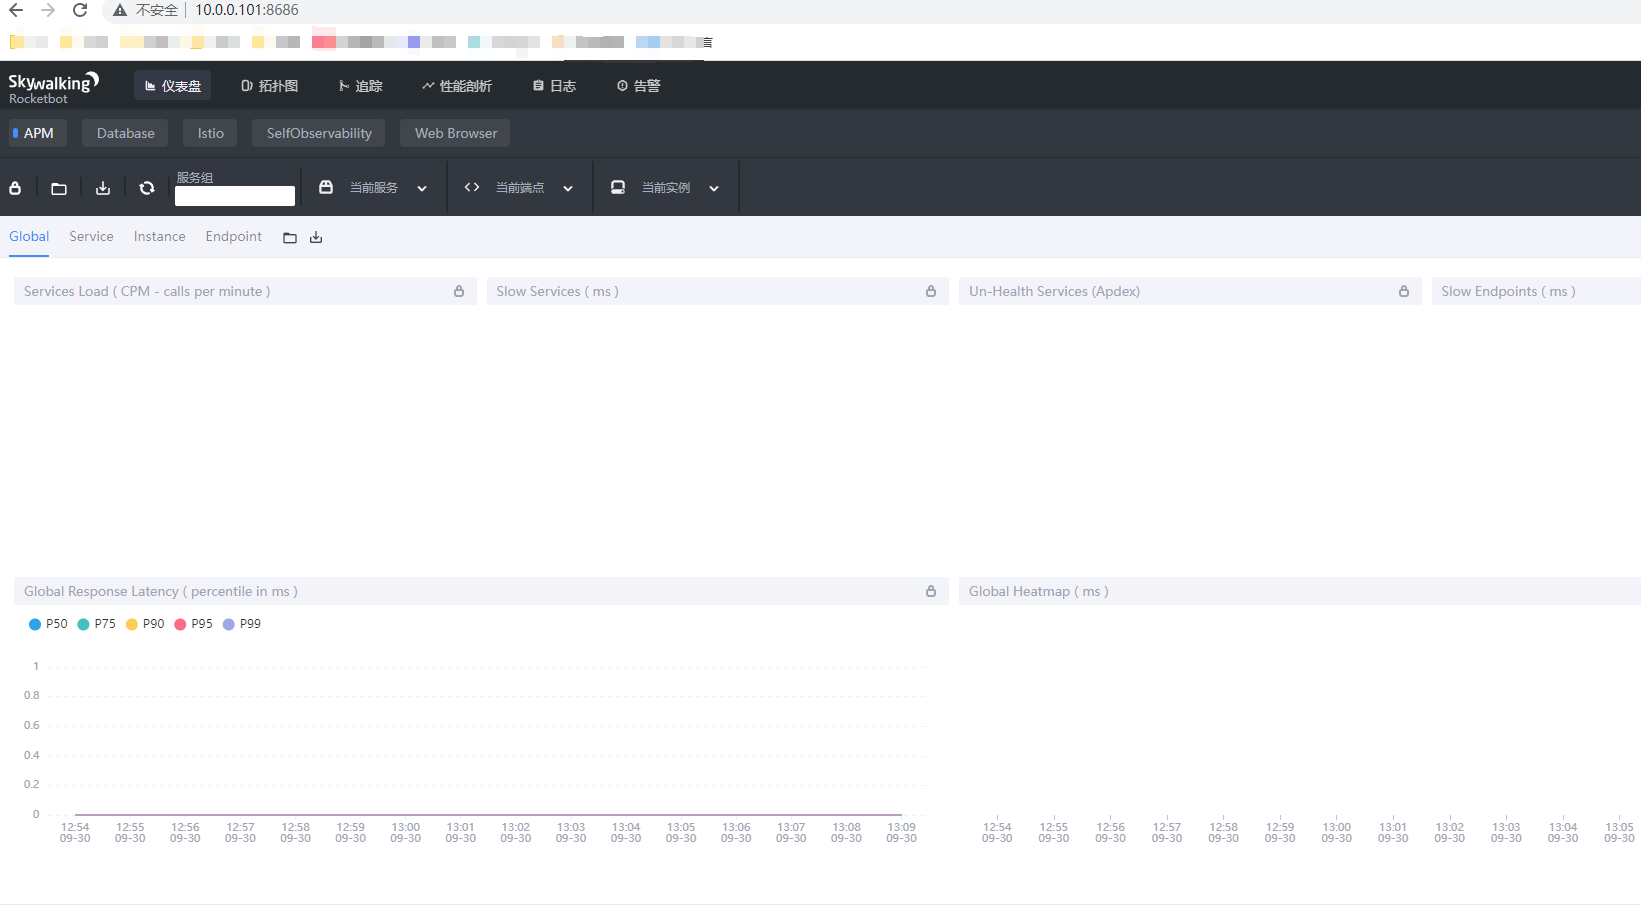 不安全 10.0.0.101:8686
言
Skywalking
Rocketbot
仪表盘 拓扑图 追踪 性能剖析 日志 告警
APM Database Istio SelfObservability Web Browser
服务组
当前服务 当前端点 当前实例
Global Service Instance Endpoint
Services Load ( CPM - calls per minute ) Slow Services ( ms ) Un-Health Services (Apdex) Slow Endpoints ( ms )
Global Response Latency ( percentile in ms ) Global Heatmap ( ms )
P50 P75 P90 P95 P99
1
0.8
0.6
0.4
0.2
0
12:54 12:55 12:56 12:57 12:58 12:59 13:00 13:01 13:02 13:03 13:04 13:05 13:06 13:07 13:08 13:09
09-30 09-30 09-30 09-30 09-30 09-30 09-30 09-30 09-30 09-30 09-30 09-30 09-30 09-30 09-30 09-30
12:54 12:55 12:56 12:57 12:58 12:59 13:00 13:01 13:02 13:03 13:04 13:05
09-30 09-30 09-30 09-30 09-30 09-30 09-30 09-30 09-30 09-30 09-30 09-30